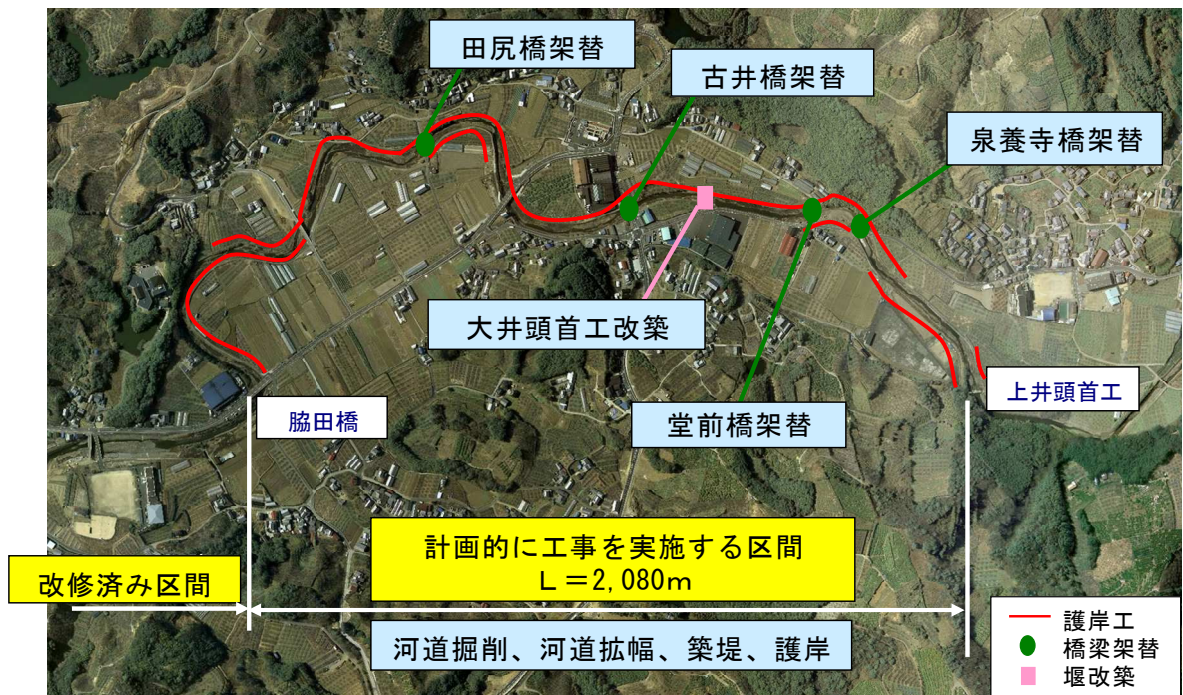 田尻橋架替
古井橋架替
泉養寺橋架替
大井頭首工改築
脇田橋
堂前橋架替
上井頭首工
改修済み区間
計画的に工事を実施する区間
L=2,080m
河道掘削、河道拡幅、築堤、護岸
護岸工
橋梁架替
堰改築